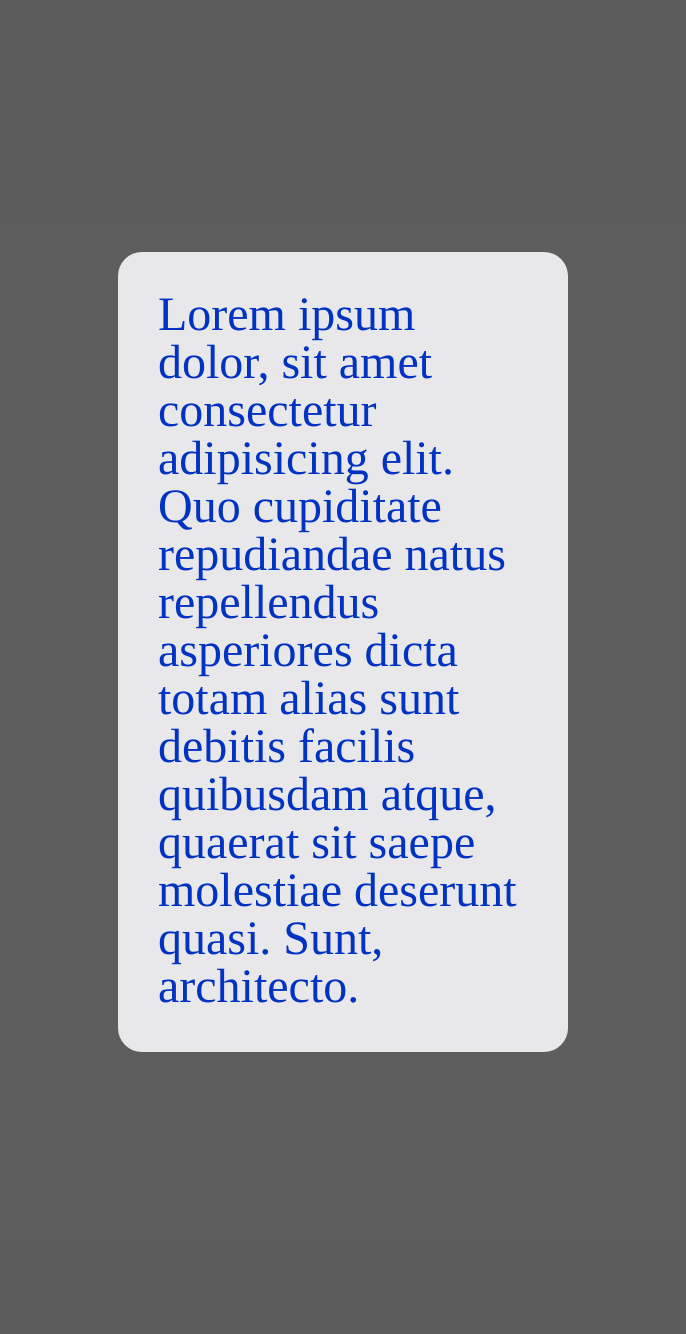 Lorem ipsum
dolor, sit amet
consectetur
adipisicing elit.
Quo cupiditate
repudiandae natus
repellendus
asperiores dicta
totam alias sunt
debitis facilis
quibusdam atque,
quaerat sit saepe
molestiae deserunt
quasi. Sunt,
architecto.